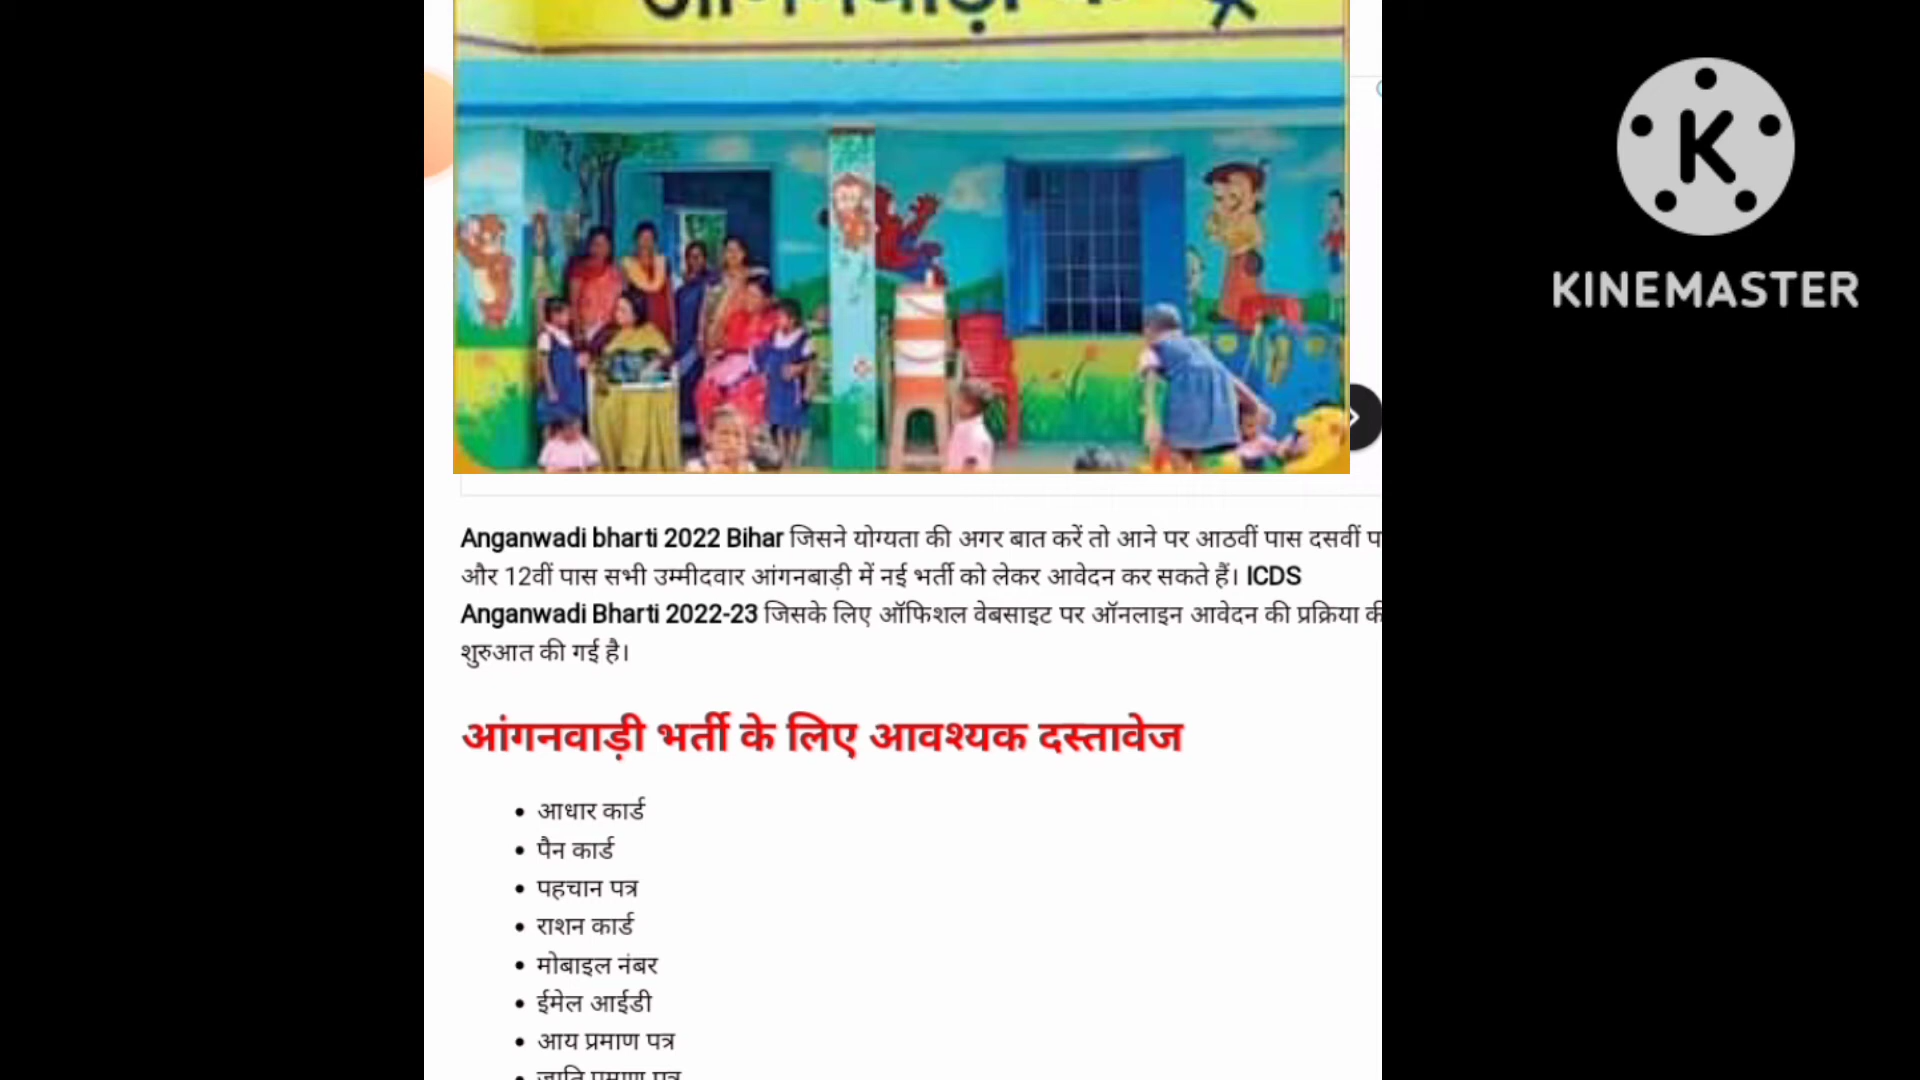 KINEMASTER
Anganwadi bharti 2022 Bihar जिसने योग्यता की अगर बात करें तो आने पर आठवीं पास दसवीं
और 12वीं पास सभी उम्मीदवार आंगनबाड़ी में नई भर्ती को लेकर आवेदन कर सकते हैं। ICDS
Anganwadi Bharti 2022-23 जिसके लिए ऑफिशल वेबसाइट पर ऑनलाइन आवेदन की प्रक्रिया की
शुरुआत की गई है।
आंगनवाड़ी भर्ती के लिए आवश्यक दस्तावेज
• आधार कार्ड
• पैन कार्ड
• पहचान पत्र
• राशन कार्ड
• मोबाइल नंबर
• ईमेल आईडी
• आय प्रमाण पत्र